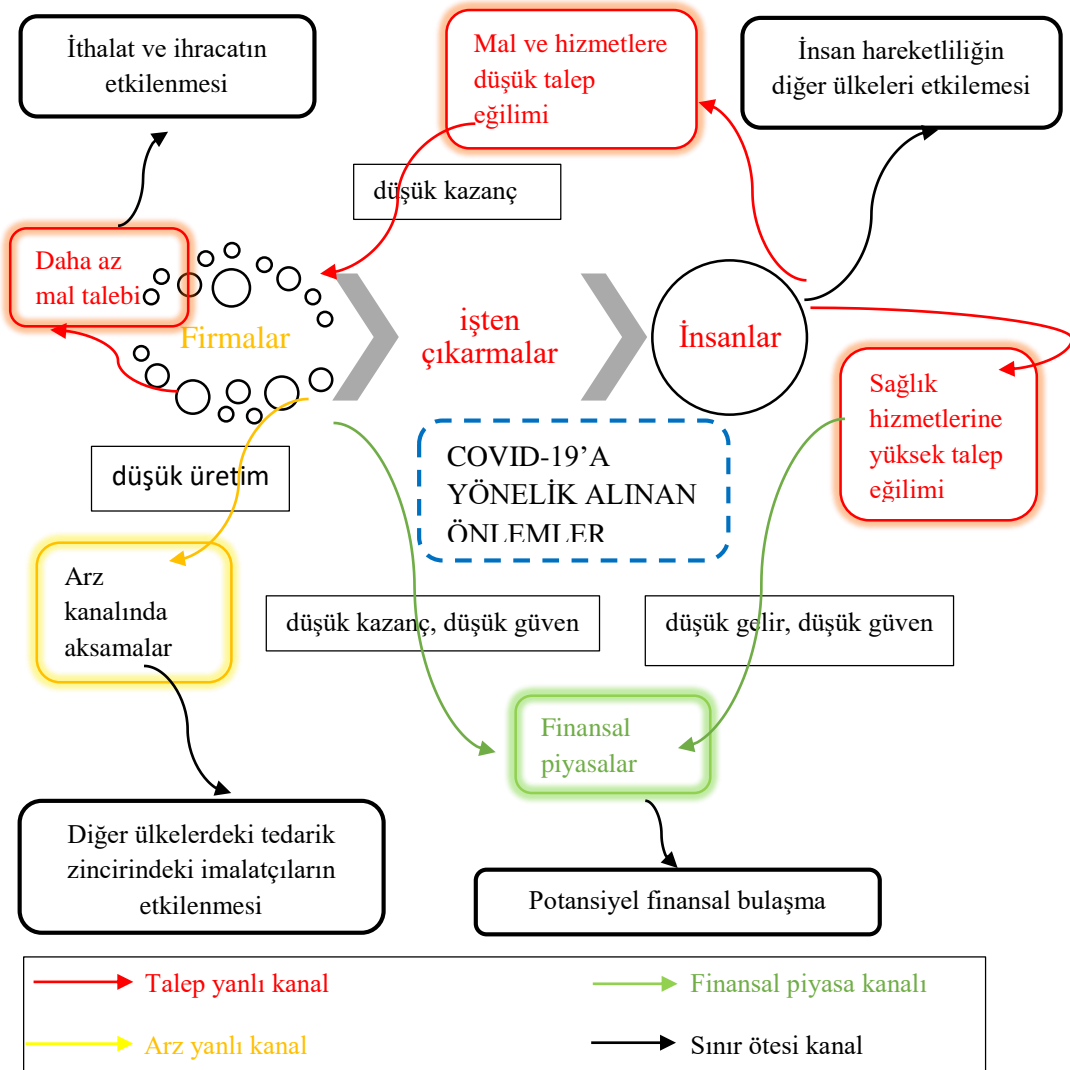 İthalat ve ihracatın
etkilenmesi
Mal ve hizmetlere
düşük talep
eğilimi
İnsan hareketliliğin
diğer ülkeleri etkilemesi
düşük kazanç
Daha az
mal talebi
Firmalar
işten
çıkarmalar
İnsanlar
Sağlık
hizmetlerine
yüksek talep
eğilimi
COVID-19’A
YÖNELİK ALINAN
ÖNLEMLER
düşük üretim
Arz
kanalında
aksamalar
düşük kazanç, düşük güven
düşük gelir, düşük güven
Finansal
piyasalar
Diğer ülkelerdeki tedarik
zincirindeki imalatçıların
etkilenmesi
Potansiyel finansal bulaşma
Talep yanlı kanal
Finansal piyasa kanalı
Arz yanlı kanal
Sınır ötesi kanal